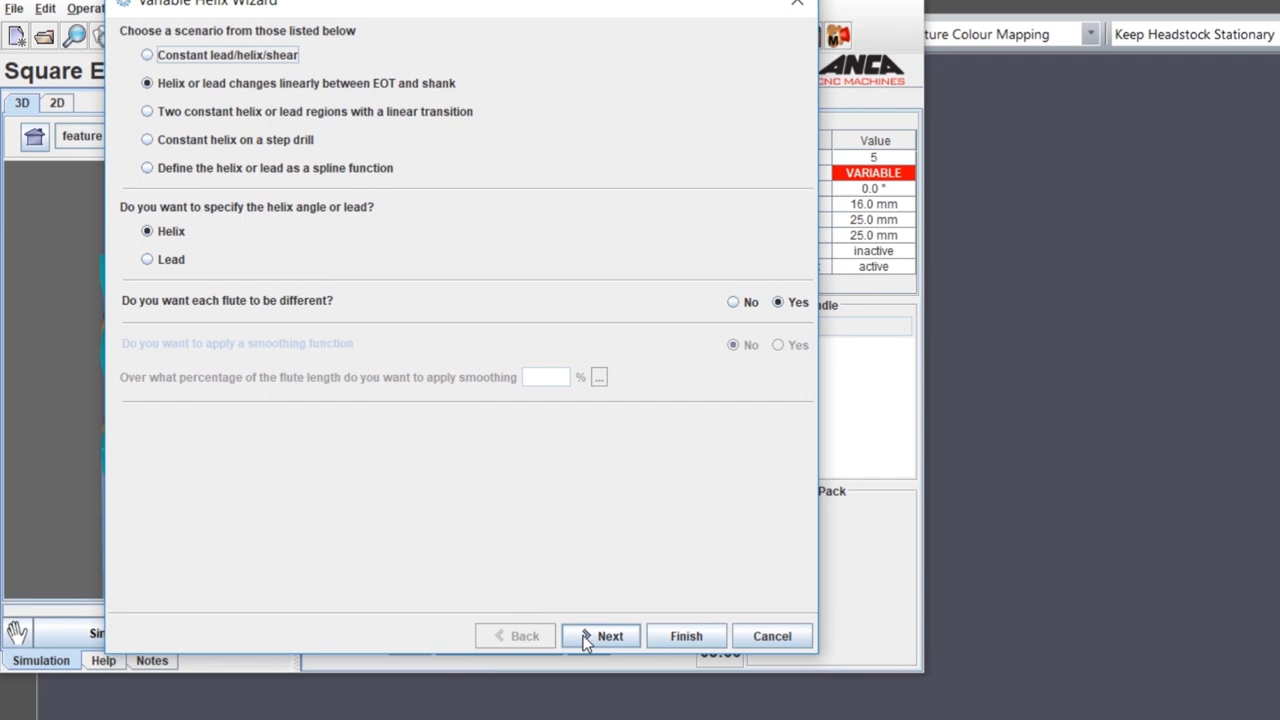 Variable Helix Wizard
File Edit Operat
ture Colour Mapping
Keep Headstock Stationary
Square E
ANCA
CNC MACHINES
3D 2D
feature
Choose a scenario from those listed below
Constant lead/helix/shear
Helix or lead changes linearly between EOT and shank
Two constant helix or lead regions with a linear transition
Constant helix on a step drill
Define the helix or lead as a spline function
Do you want to specify the helix angle or lead?
Helix
Lead
Do you want each flute to be different? No Yes
Do you want to apply a smoothing function No Yes
Over what percentage of the flute length do you want to apply smoothing % ...
Back Next Finish Cancel
Value
5
VARIABLE
0.0 °
16.0 mm
25.0 mm
25.0 mm
inactive
active
ndle
Pack
Sir
Simulation Help Notes